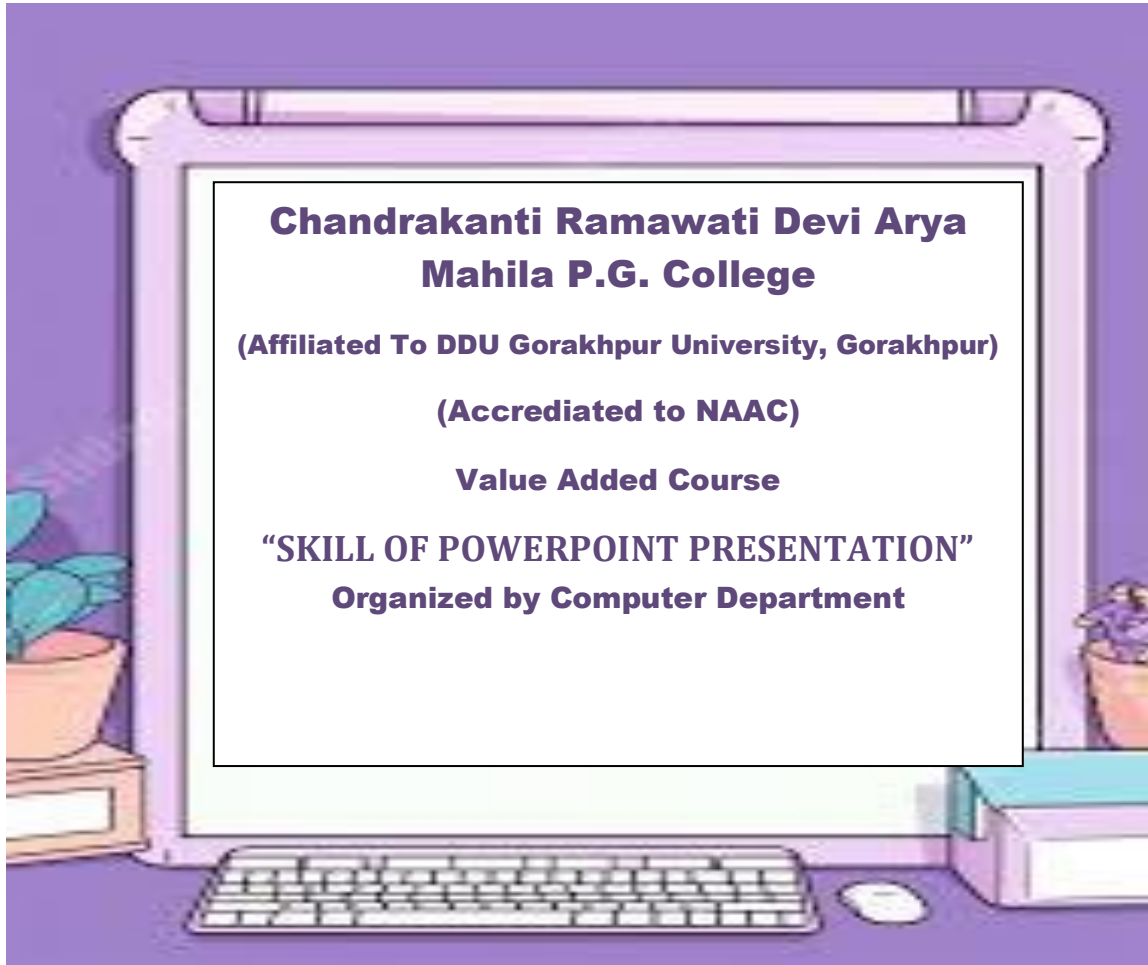 Chandrakanti Ramawati Devi Arya
Mahila P.G. College
(Affiliated To DDU Gorakhpur University, Gorakhpur)
(Accrediated to NAAC)
Value Added Course
“SKILL OF POWERPOINT PRESENTATION”
Organized by Computer Department